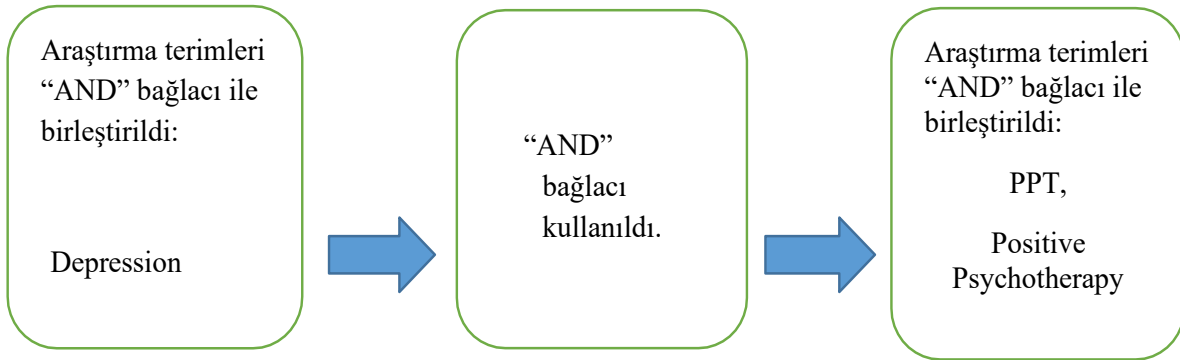 Araştırma terimleri
“AND” bağlacı ile
birleştirildi:
Depression
“AND”
bağlacı
kullanıldı.
Araştırma terimleri
“AND” bağlacı ile
birleştirildi:
PPT,
Positive
Psychotherapy